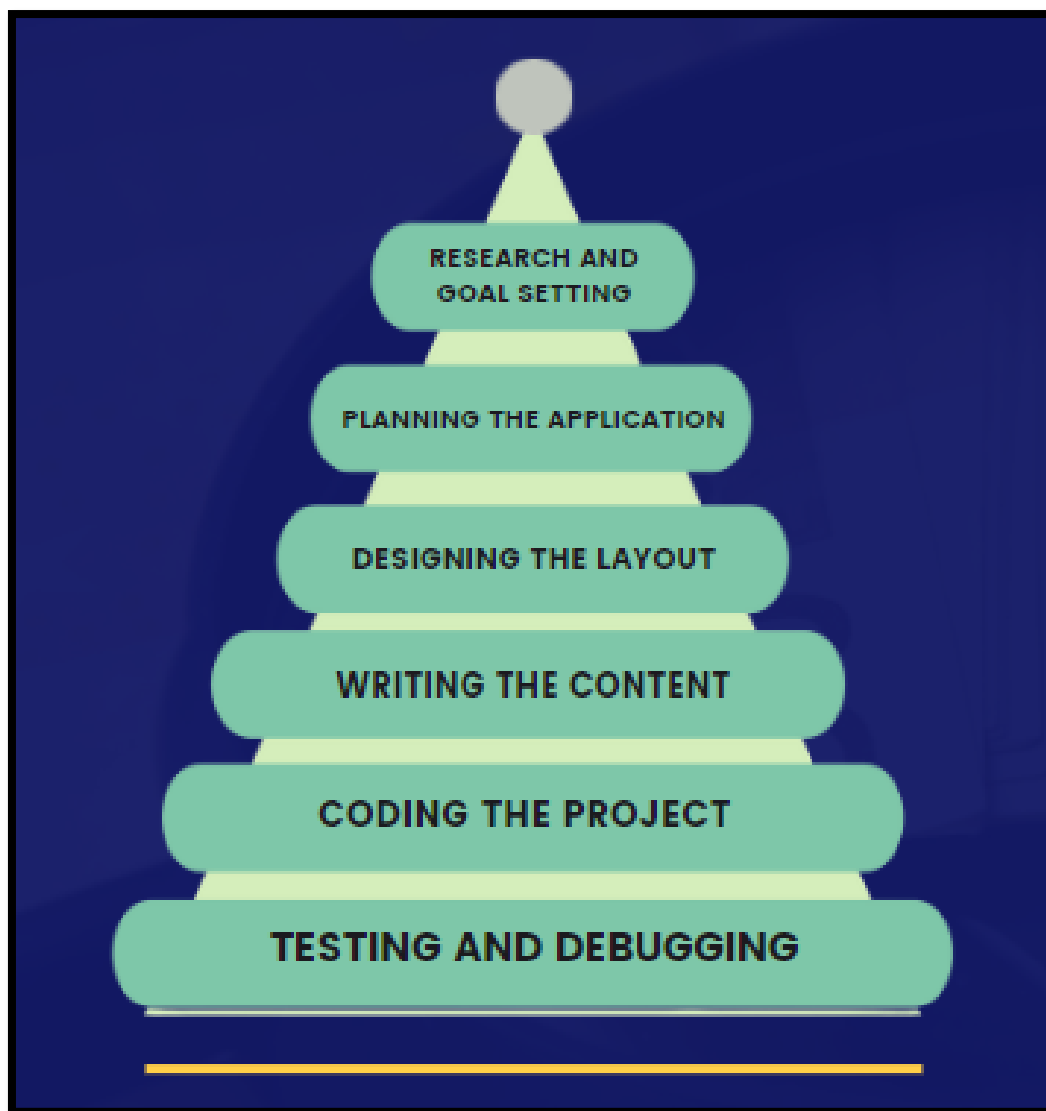 RESEARCH AND
GOAL SETTING
PLANNING THE APPLICATION
DESIGNING THE LAYOUT
WRITING THE CONTENT
CODING THE PROJECT
TESTING AND DEBUGGING